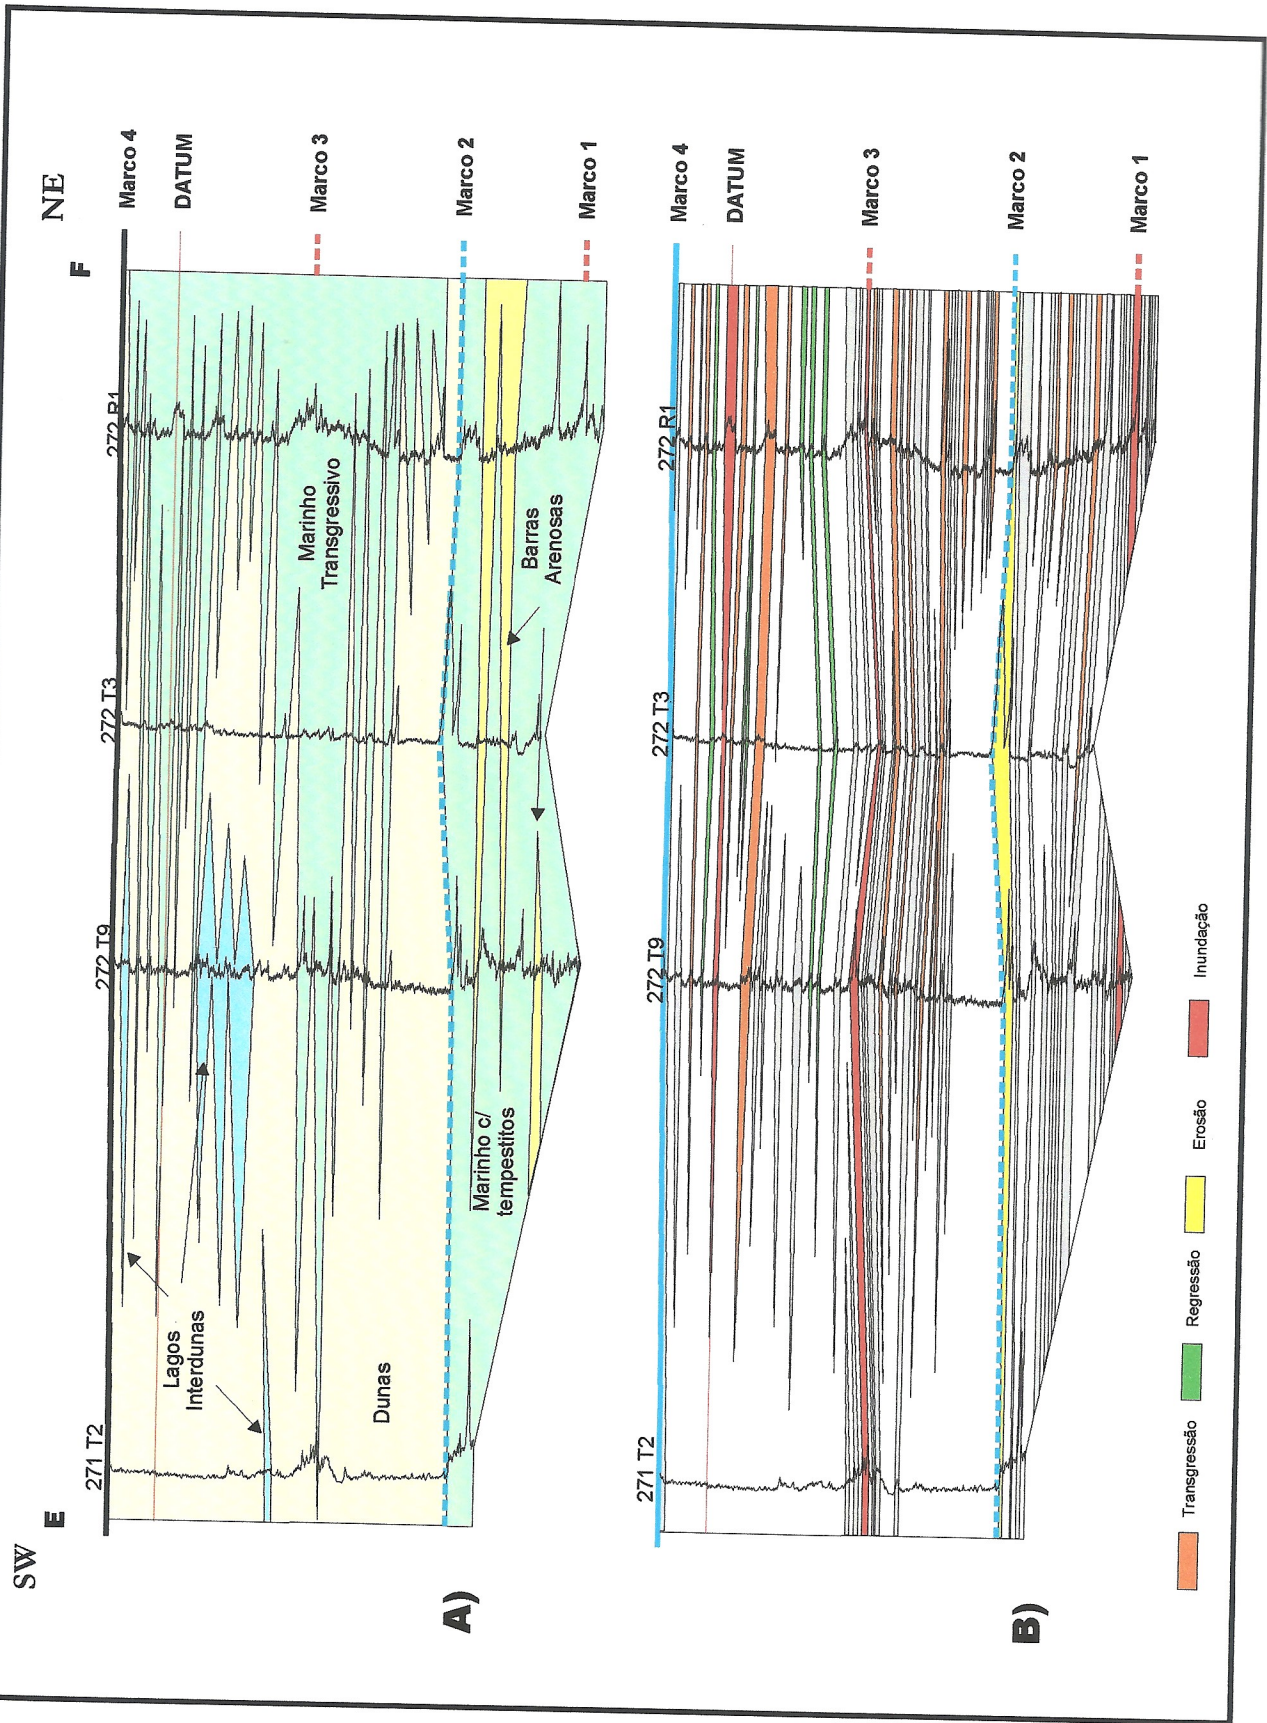 SW
NE
E
F
271 T2
272 T9
272 T3
272 R1
Marco 4
DATUM
Marco 3
Marco 2
Marco 1
Lagos
Interdunas
Dunas
Marinho
Transgressivo
Barras
Arenosas
Marinho c/
tempestitos
A)
271 T2
272 T9
272 T3
272 R1
Marco 4
DATUM
Marco 3
Marco 2
Marco 1
B)
Transgressão
Regressão
Erosão
Inundação